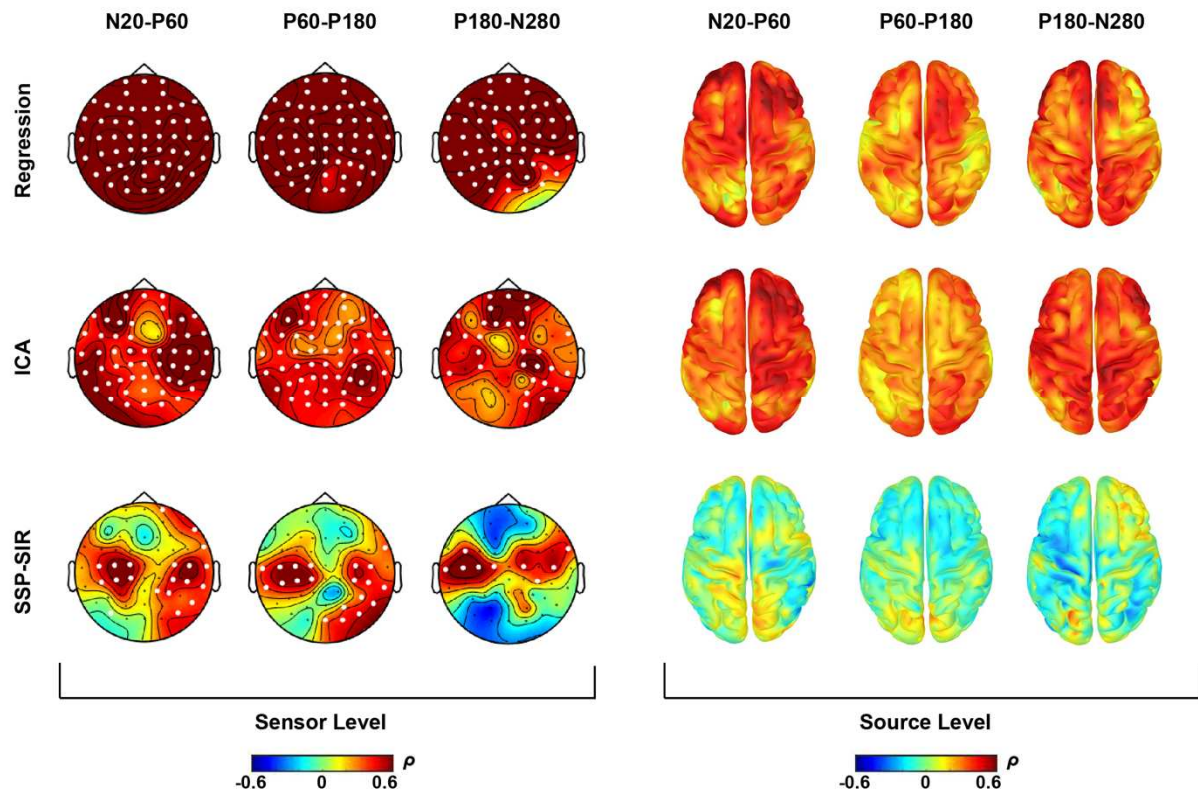 N20-P60 P60-P180 P180-N280 N20-P60 P60-P180 P180-N280
Regression
ICA
SSP-SIR
Sensor Level Source Level
ρ ρ
-0.6 0 0.6 -0.6 0 0.6